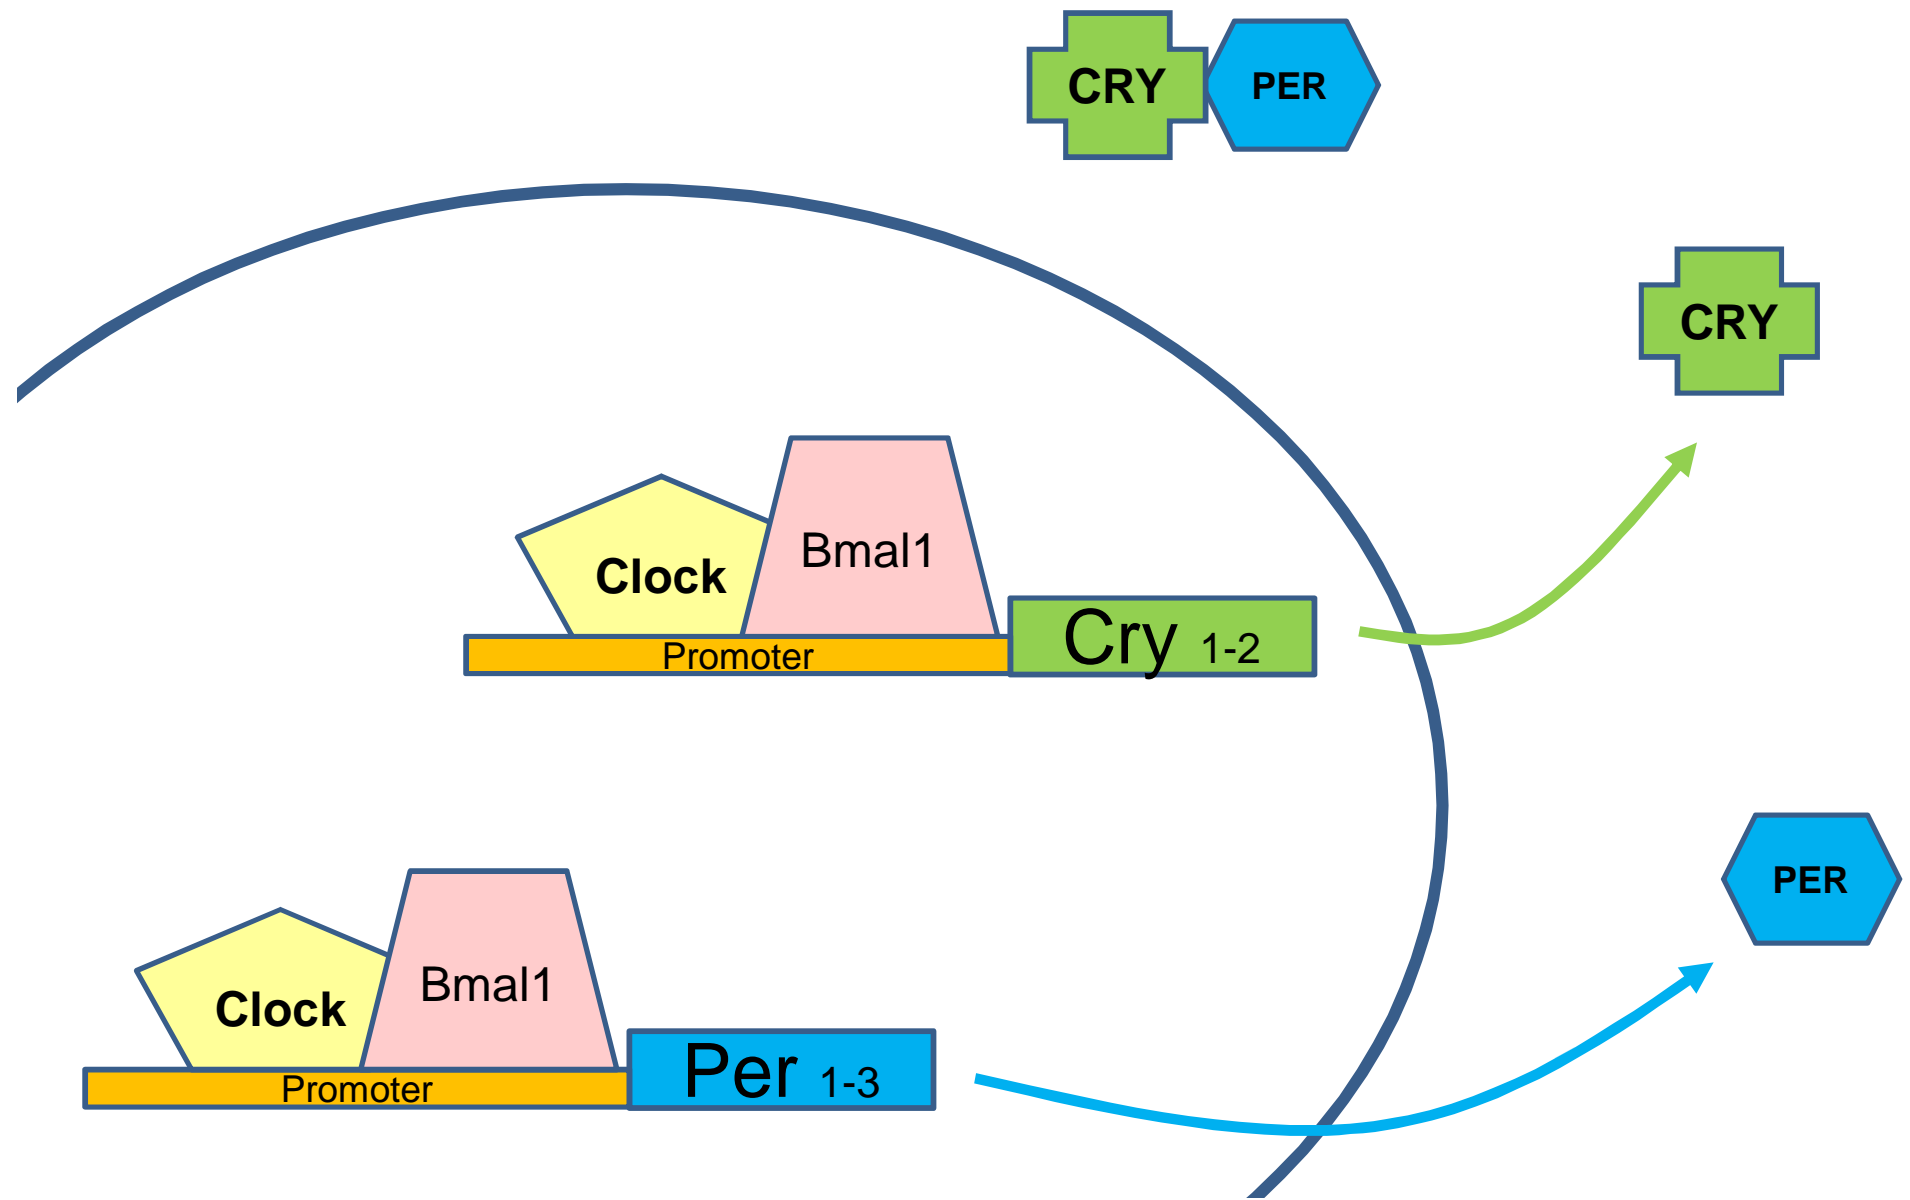 CRY
PER
CRY
Clock
Bmal1
Promoter
Cry 1-2
PER
Clock
Bmal1
Promoter
Per 1-3